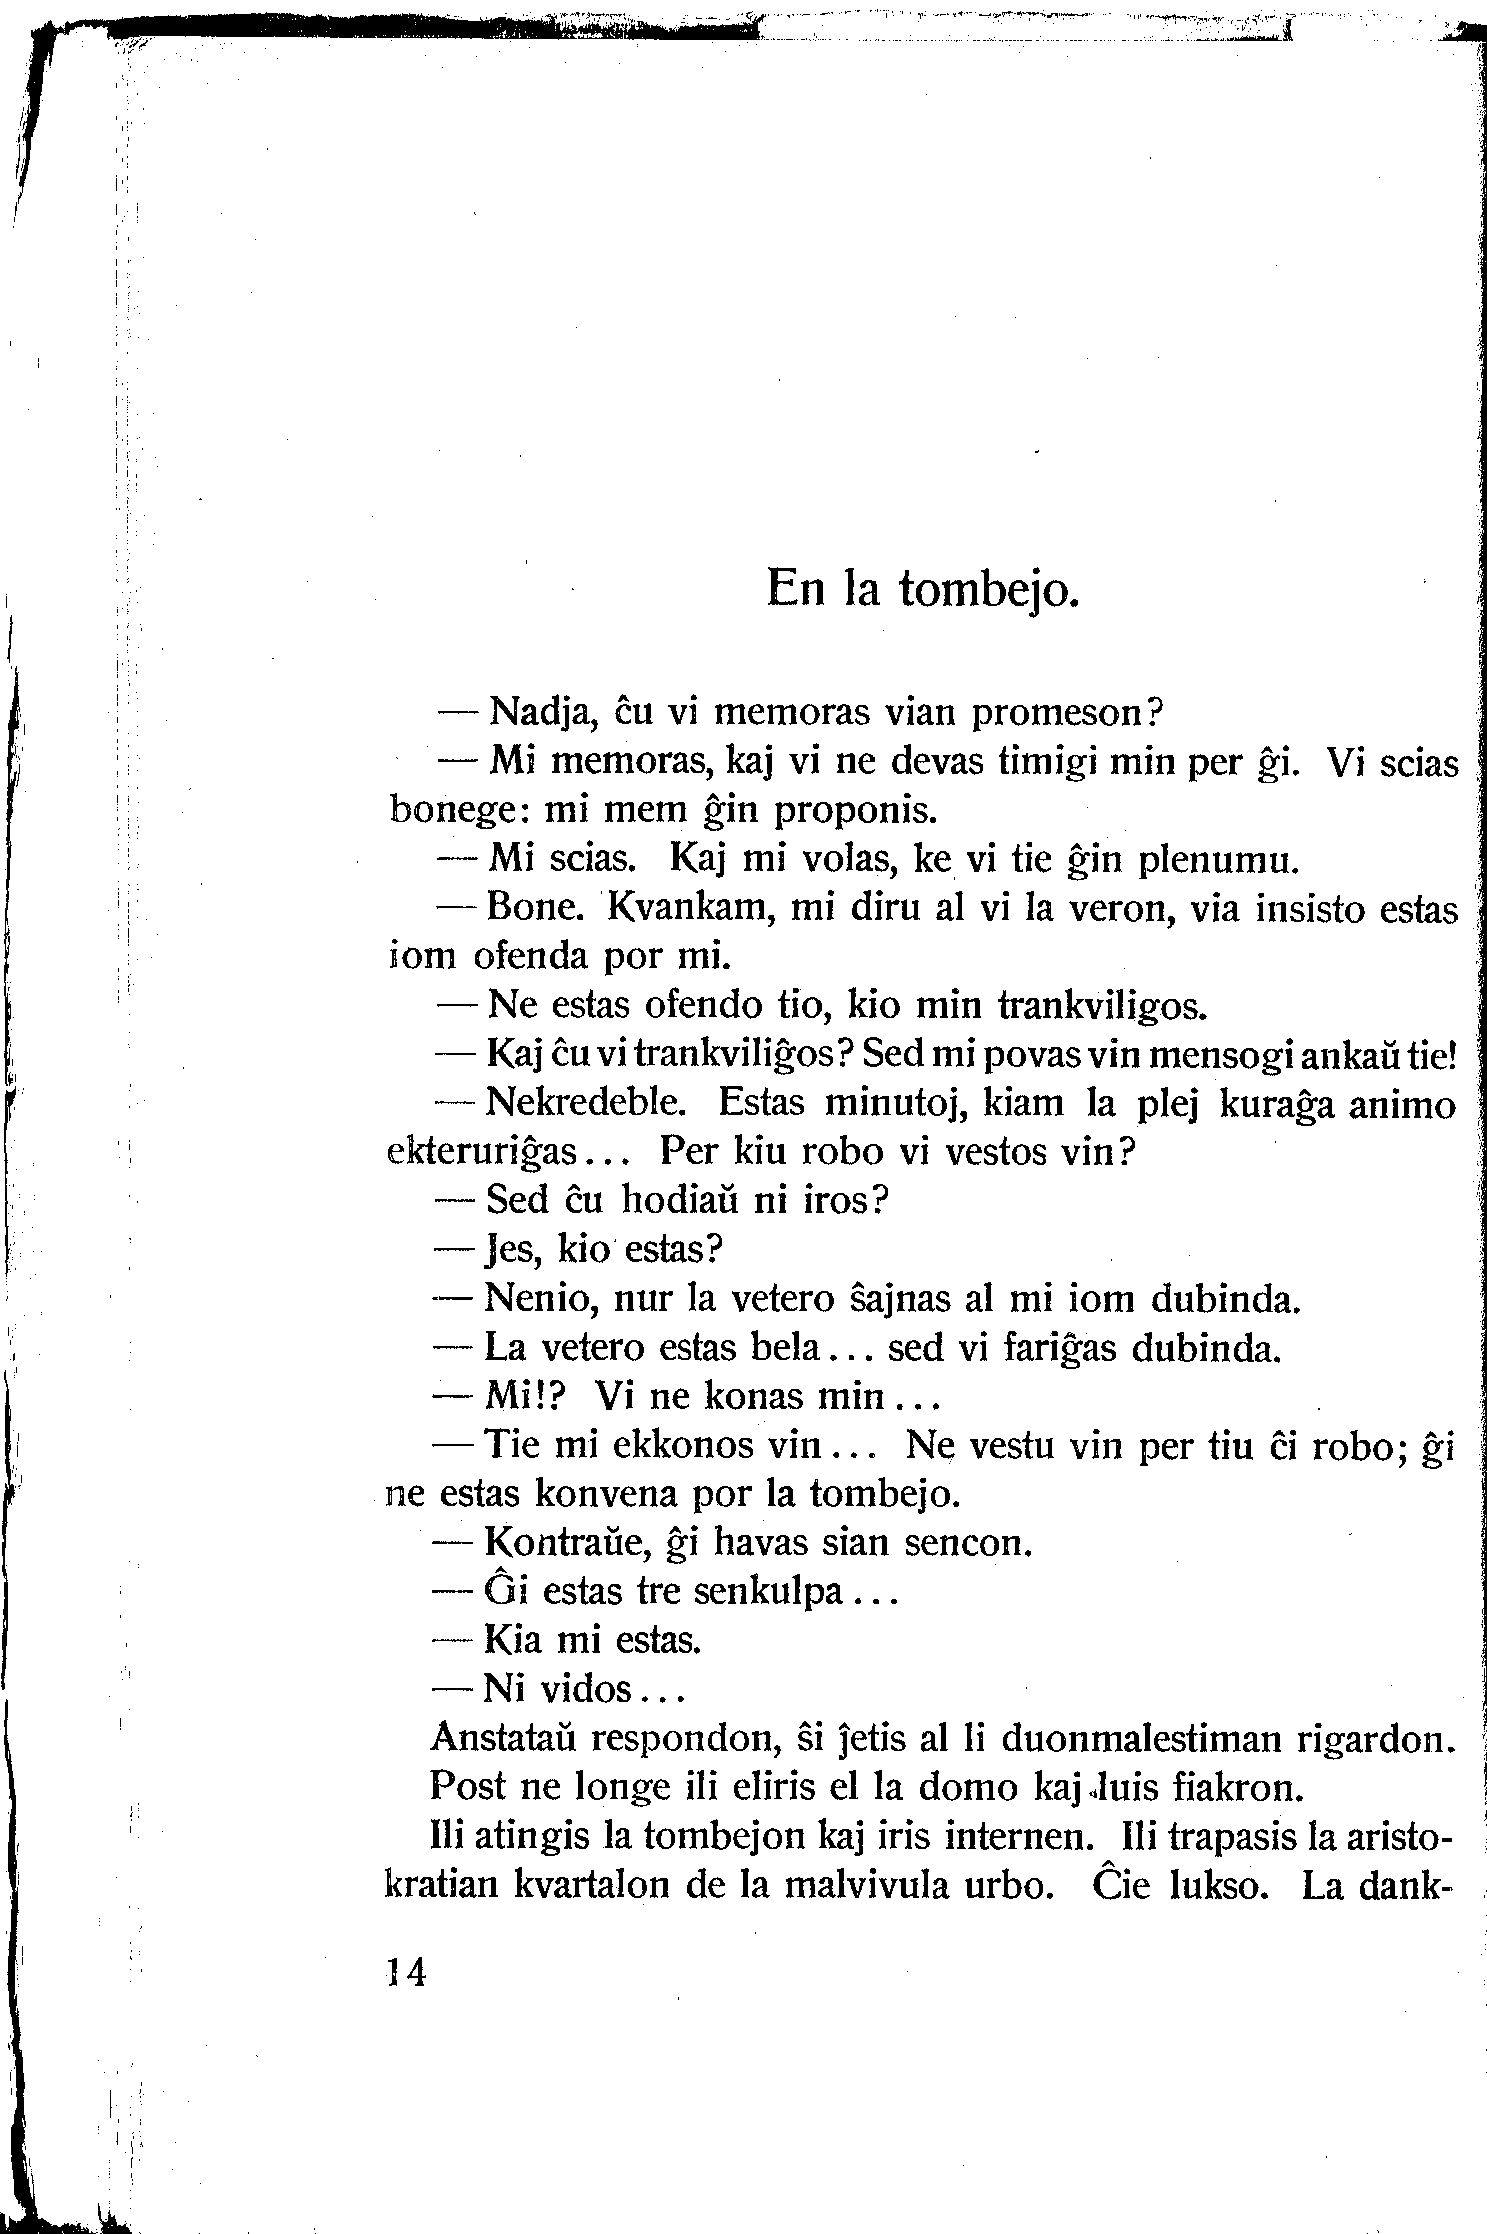 En la tombejo.
— Nadja, ĉu vi memoras vian promeson?
— Mi memoras, kaj vi ne devas timigi min per ĝi. Vi scias
bonege: mi mem ĝin proponis.
— Mi scias. Kaj mi volas, ke vi tie ĝin plenumu.
— Bone. Kvankam, mi diru al vi la veron, via insisto estas
iom ofenda por mi.
— Ne estas ofendo tio, kio min trankviligos.
— Kaj ĉu vi trankviliĝos? Sed mi povas vin mensogi ankaŭ tie!
— Nekredeble. Estas minutoj, kiam la plej kuraĝa animo
ekteruriĝas... Per kiu robo vi vestos vin?
— Sed ĉu hodiaŭ ni iros?
— Jes, kio estas?
— Nenio, nur la vetero ŝajnas al mi iom dubinda.
— La vetero estas bela... sed vi fariĝas dubinda.
— Mi!? Vi ne konas min...
— Tie mi ekkonos vin... Ne vestu vin per tiu ĉi robo; ĝi
ne estas konvena por la tombejo.
— Kontraŭe, ĝi havas sian sencon.
— Ĝi estas tre senkulpa...
— Kia mi estas.
— Ni vidos...
Anstataŭ respondon, ŝi ĵetis al li duonmalestiman rigardon.
Post ne longe ili eliris el la domo kaj luis fiakron.
Ili atingis la tombejon kaj iris internen. Ili trapasis la aristo-
kratian kvartalon de la malvivula urbo. Ĉie lukso. La dank-
14